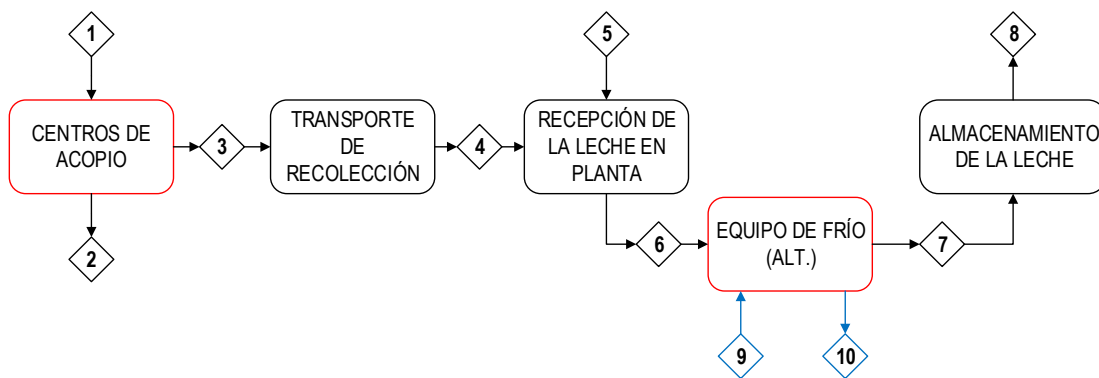 1
5
8
CENTROS DE
ACOPIO
3
TRANSPORTE
DE
RECOLECCIÓN
4
RECEPCIÓN DE
LA LECHE EN
PLANTA
ALMACENAMIENTO
DE LA LECHE
2
6
EQUIPO DE FRÍO
(ALT.)
7
9
10